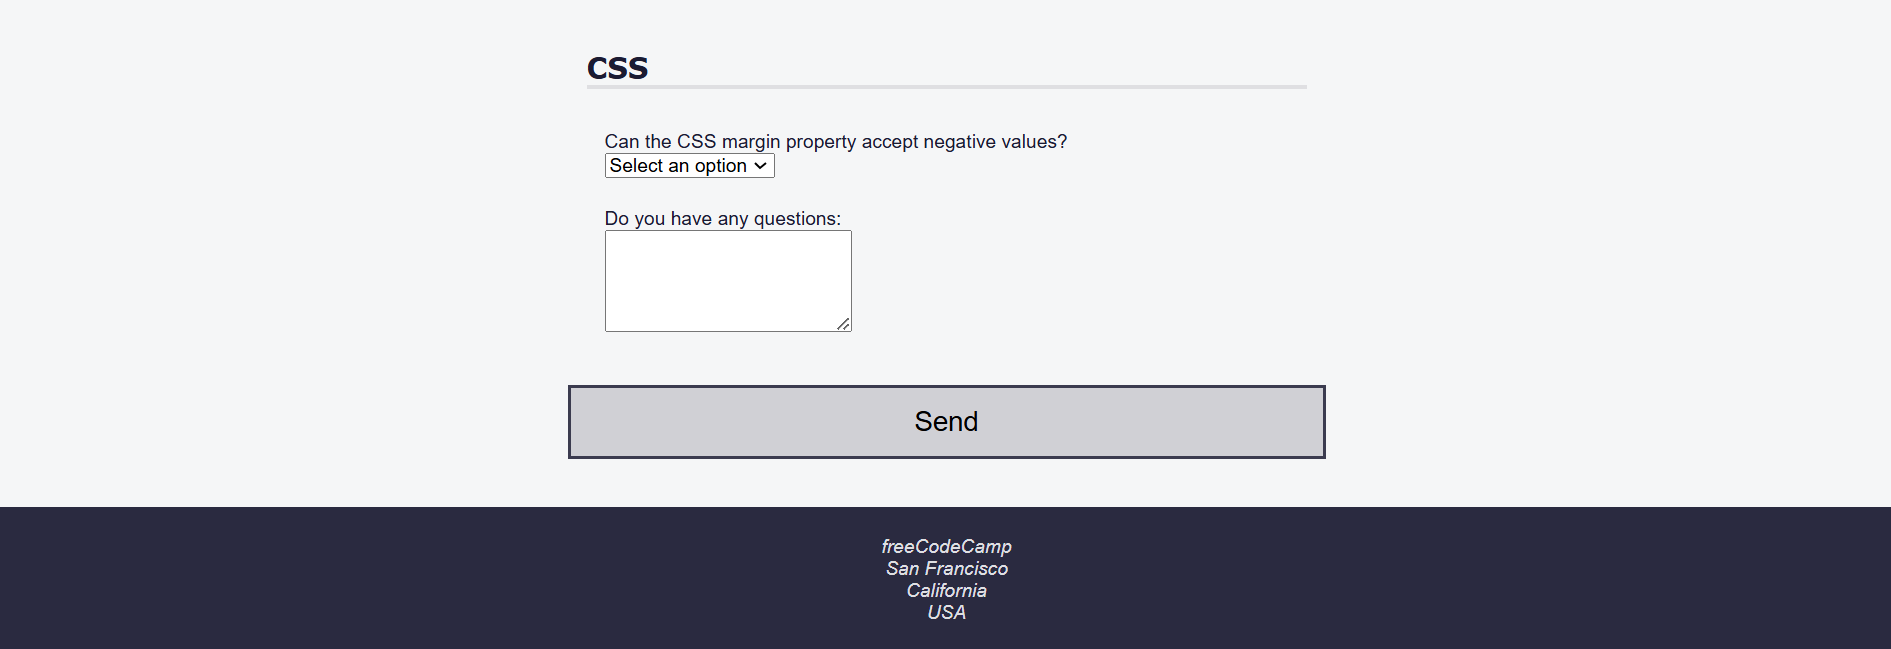 CSS
Can the CSS margin property accept negative values?
Select an option
Do you have any questions:
Send
freeCodeCamp
San Francisco
California
USA